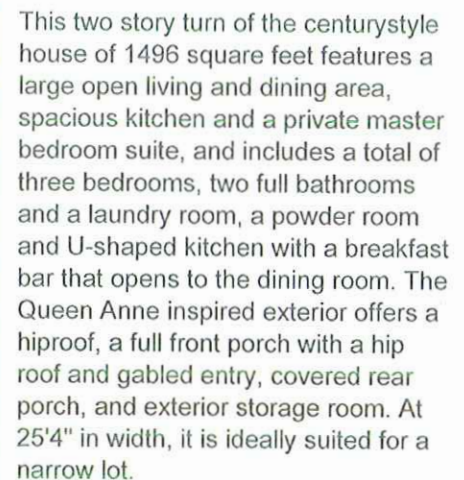 This two story turn of the centurystyle
house of 1496 square feet features a
large open living and dining area,
spacious kitchen and a private master
bedroom suite, and includes a total of
three bedrooms, two full bathrooms
and a laundry room, a powder room
and U-shaped kitchen with a breakfast
bar that opens to the dining room. The
Queen Anne inspired exterior offers a
hiproof, a full front porch with a hip
roof and gabled entry, covered rear
porch, and exterior storage room. At
25'4" in width, it is ideally suited for a
narrow lot.